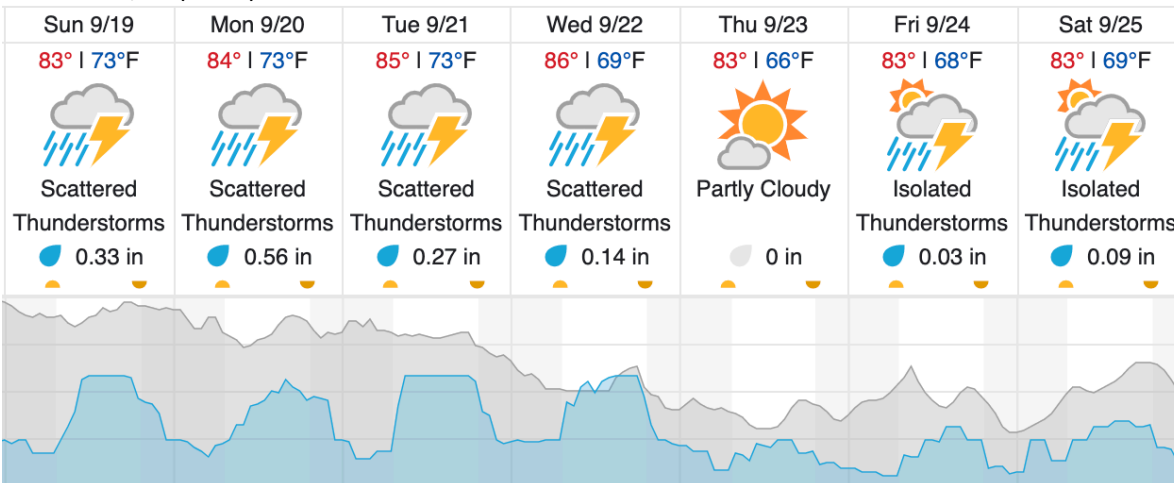 Sun 9/19
Mon 9/20
Tue 9/21
Wed 9/22
Thu 9/23
Fri 9/24
Sat 9/25
83° | 73°F
84° | 73°F
85° | 73°F
86° | 69°F
83° | 66°F
83° | 68°F
83° | 69°F
Scattered
Thunderstorms
Scattered
Thunderstorms
Scattered
Thunderstorms
Scattered
Thunderstorms
Partly Cloudy
Isolated
Thunderstorms
Isolated
Thunderstorms
0.33 in
0.56 in
0.27 in
0.14 in
0 in
0.03 in
0.09 in